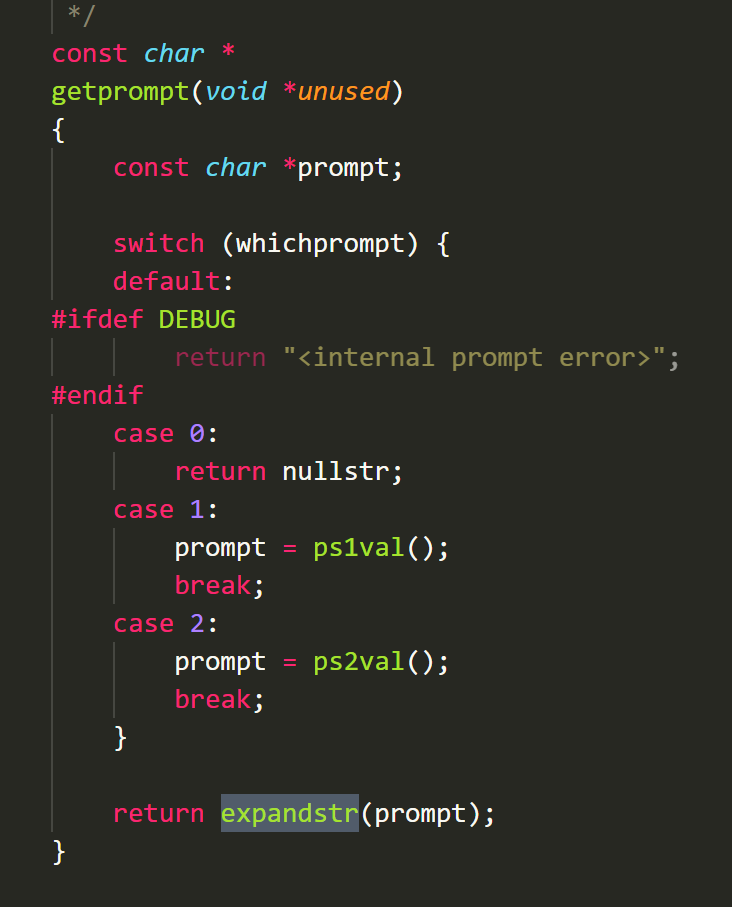 */
const char *
getprompt(void *unused)
{
    const char *prompt;

    switch (whichprompt) {
    default:
#ifdef DEBUG
        return "<internal prompt error>";
#endif
    case 0:
        return nullstr;
    case 1:
        prompt = ps1val();
        break;
    case 2:
        prompt = ps2val();
        break;
    }

    return expandstr(prompt);
}